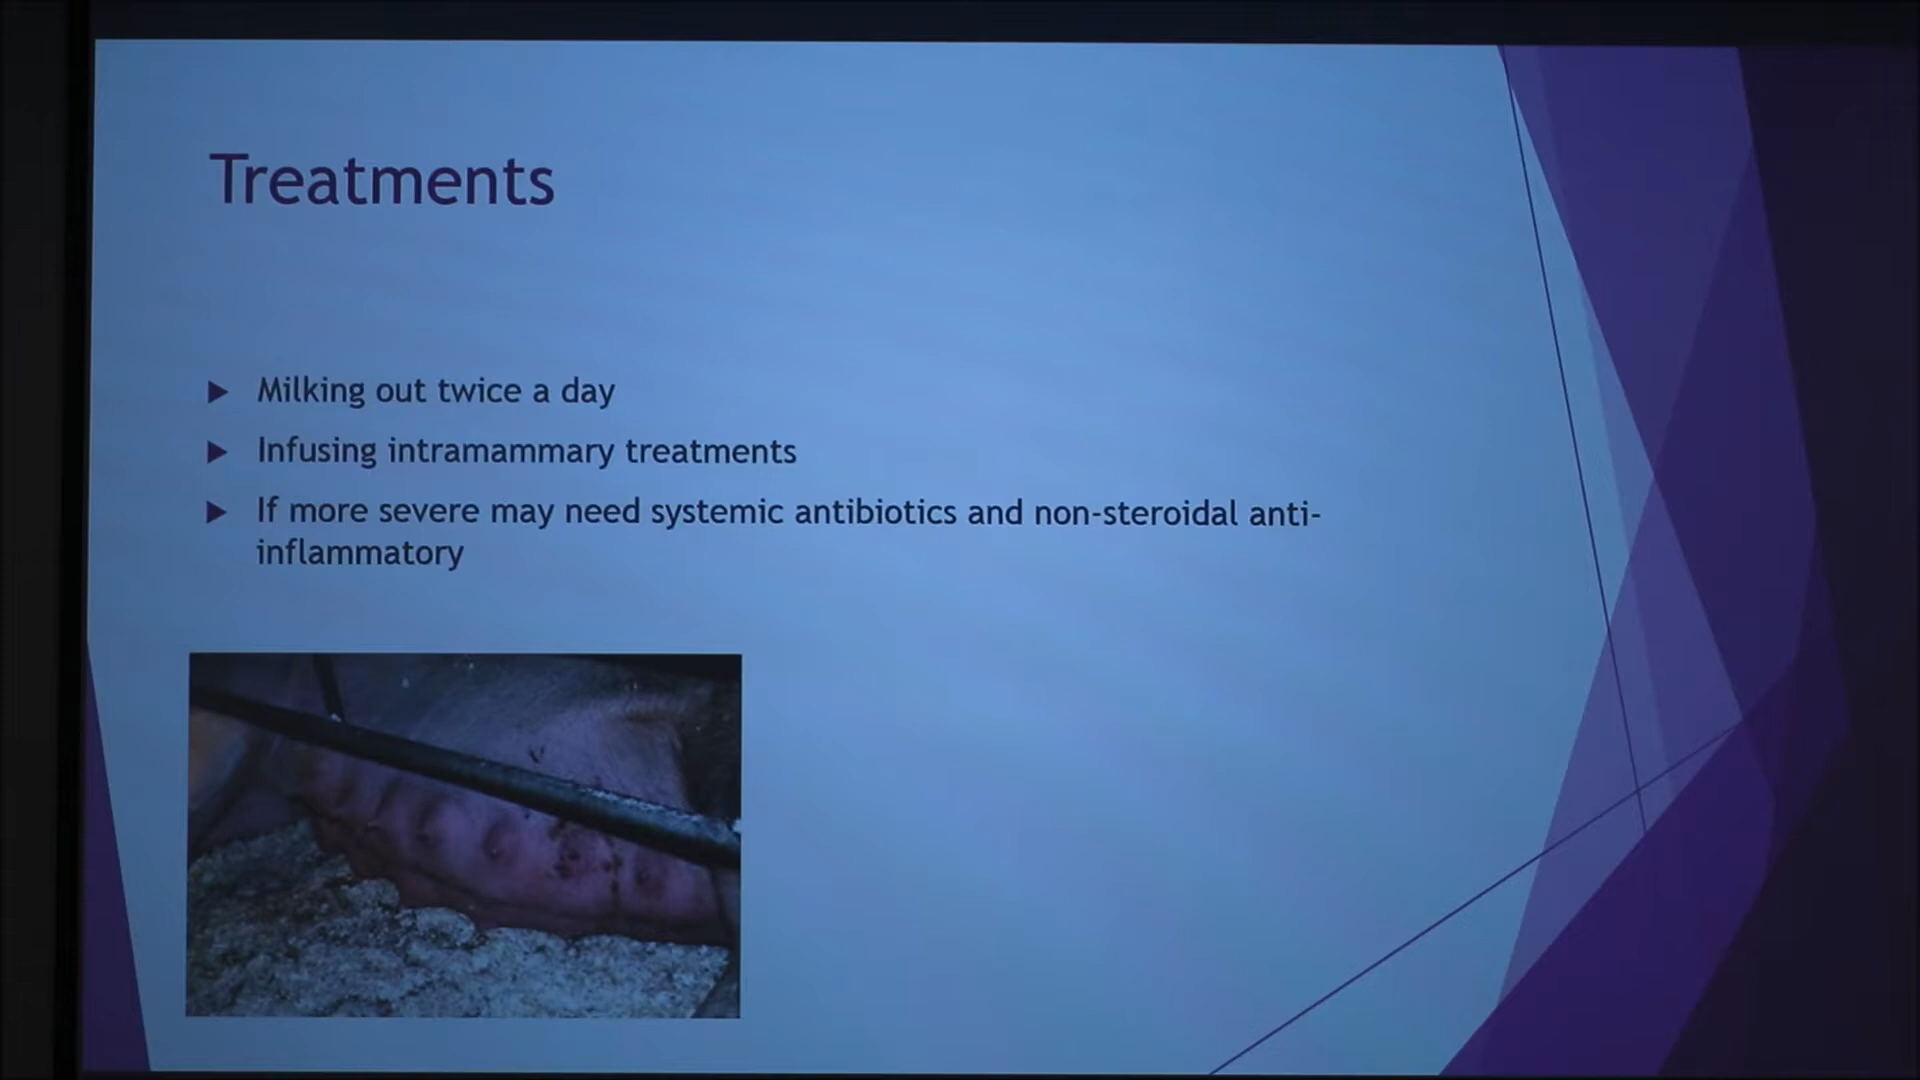 Treatments
Milking out twice a day
Infusing intramammary treatments
If more severe may need systemic antibiotics and non-steroidal anti-
inflammatory